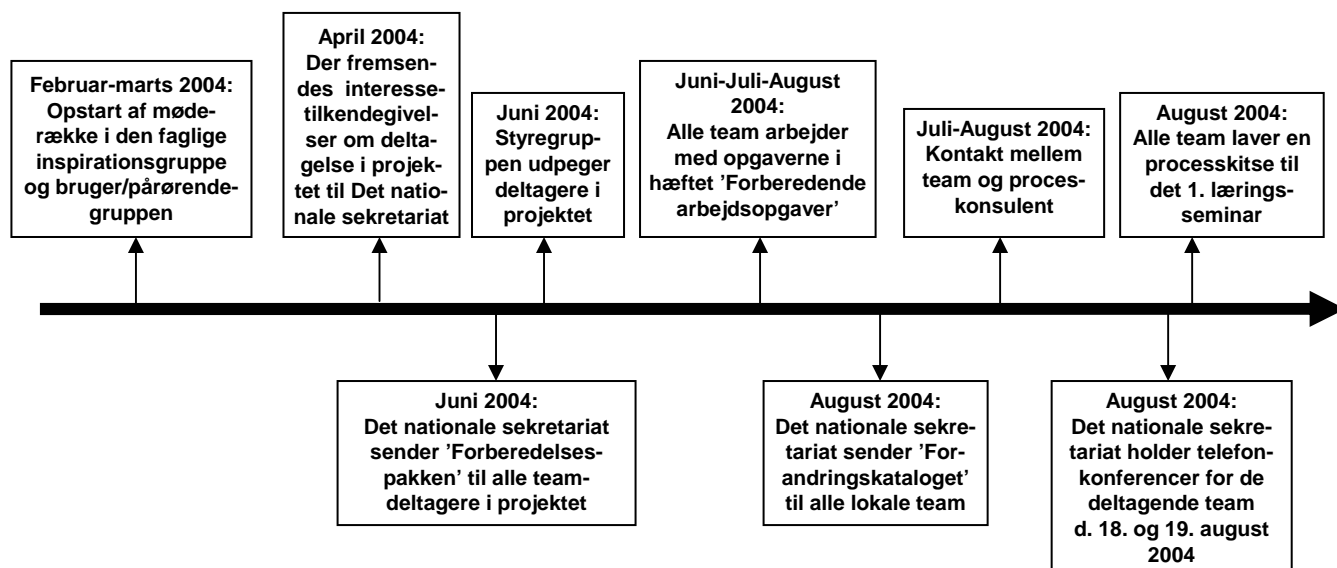 Februar-marts 2004:
Opstart af møde-
række i den faglige
inspirationsgruppe
og bruger/pårørende-
gruppen
April 2004:
Der fremsen-
des interesse-
tilkendegivel-
ser om delta-
gelse i projek-
tet til Det natio-
nale sekretariat
Juni 2004:
Styregrup-
pen udpeger
deltagere i
projektet
Juni-Juli-August
2004:
Alle team arbejder
med opgaverne i
hæftet ’Forberedende
arbejdsopgaver’
Juli-August 2004:
Kontakt mellem
team og proces-
konsulent
August 2004:
Alle team laver en
processkitse til
det 1. lærings-
seminar
Juni 2004:
Det nationale sekretariat
sender ’Forberedelses-
pakken’ til alle team-
deltagere i projektet
August 2004:
Det nationale sekre-
tariat sender ’For-
andringskataloget’
til alle lokale team
August 2004:
Det nationale sekre-
tariat holder telefon-
konferencer for de
deltagende team
d. 18. og 19. august
2004